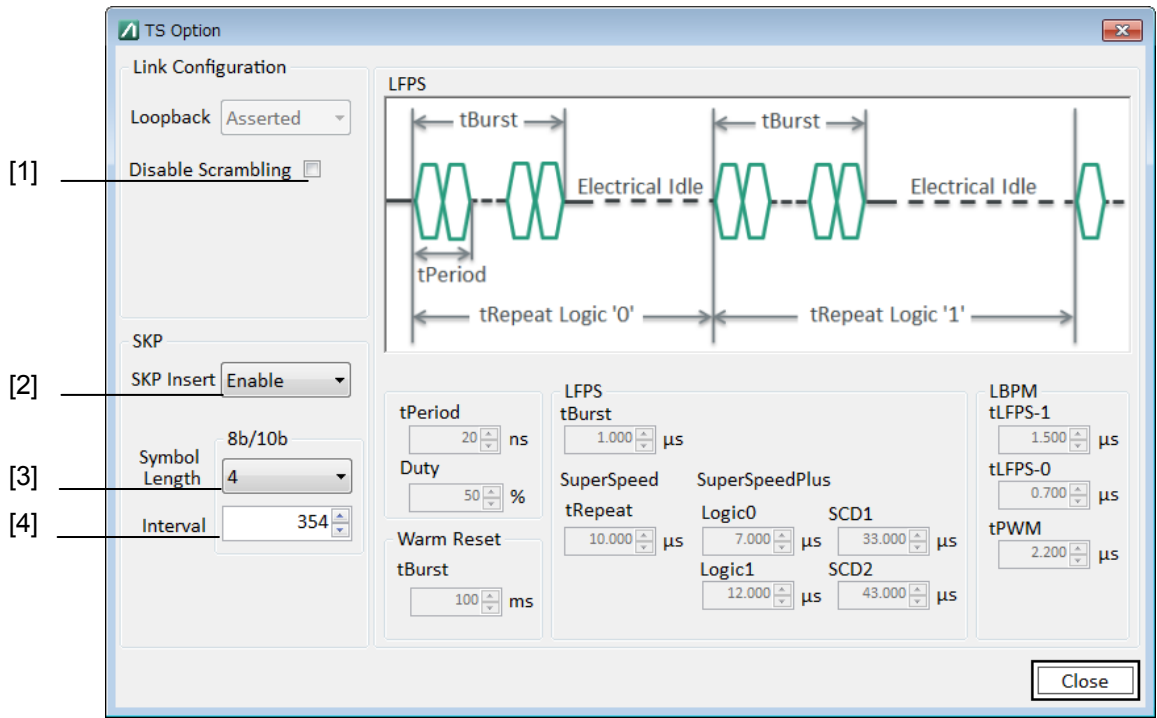 TS Option
Link Configuration
Loopback Asserted
[1] Disable Scrambling
SKP
[2] SKP Insert Enable
8b/10b
[3] Symbol Length 4
[4] Interval 354
LFPS
tBurst tBurst
Electrical Idle Electrical Idle
tPeriod
tRepeat Logic '0' tRepeat Logic '1'
tPeriod
20 ns
Duty
50 %
Warm Reset
tBurst
100 ms
LFPS
tBurst
1.000 µs
SuperSpeed SuperSpeedPlus
tRepeat Logic0 SCD1
10.000 µs 7.000 µs 33.000 µs
Logic1 SCD2
12.000 µs 43.000 µs
LBPM
tLFPS-1
1.500 µs
tLFPS-0
0.700 µs
tPWM
2.200 µs
Close